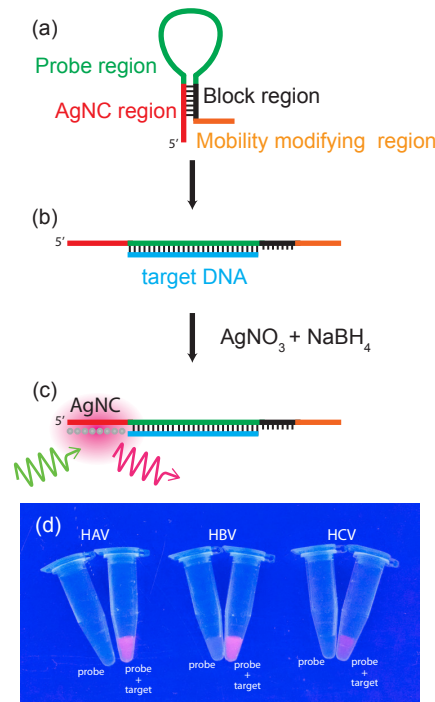 (a)
Probe region
Block region
AgNC region
Mobility modifying region
5’
(b)
5’
target DNA
AgNO3 + NaBH4
(c)
AgNC
5’
(d)
HAV
HBV
HCV
probe
probe
+
target
probe
probe
+
target
probe
probe
+
target